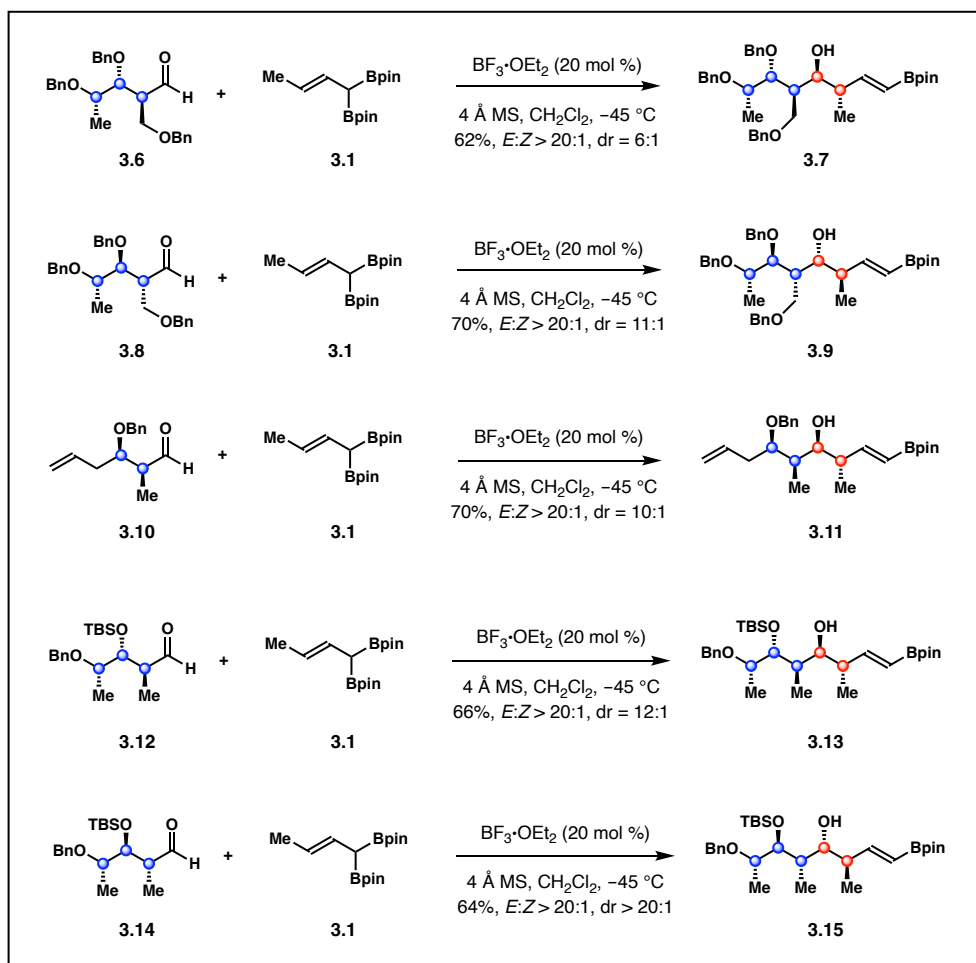 BnO O BF₃•OEt₂ (20 mol %) BnO OH
BnO H + Me Bpin BnO Bpin
Me Bpin 4 Å MS, CH₂Cl₂, −45 °C Me Me
OBn 62%, E:Z > 20:1, dr = 6:1 BnO
3.6 3.1 3.7
BnO O BF₃•OEt₂ (20 mol %) BnO OH
BnO H + Me Bpin BnO Bpin
Me Bpin 4 Å MS, CH₂Cl₂, −45 °C Me Me
OBn 70%, E:Z > 20:1, dr = 11:1 BnO
3.8 3.1 3.9
OBn O BF₃•OEt₂ (20 mol %) OBn OH
H + Me Bpin Bpin
Me Bpin 4 Å MS, CH₂Cl₂, −45 °C Me Me
70%, E:Z > 20:1, dr = 10:1
3.10 3.1 3.11
TBSO O BF₃•OEt₂ (20 mol %) TBSO OH
BnO H + Me Bpin BnO Bpin
Me Me Bpin 4 Å MS, CH₂Cl₂, −45 °C Me Me Me
66%, E:Z > 20:1, dr = 12:1
3.12 3.1 3.13
TBSO O BF₃•OEt₂ (20 mol %) TBSO OH
BnO H + Me Bpin BnO Bpin
Me Me Bpin 4 Å MS, CH₂Cl₂, −45 °C Me Me Me
64%, E:Z > 20:1, dr > 20:1
3.14 3.1 3.15